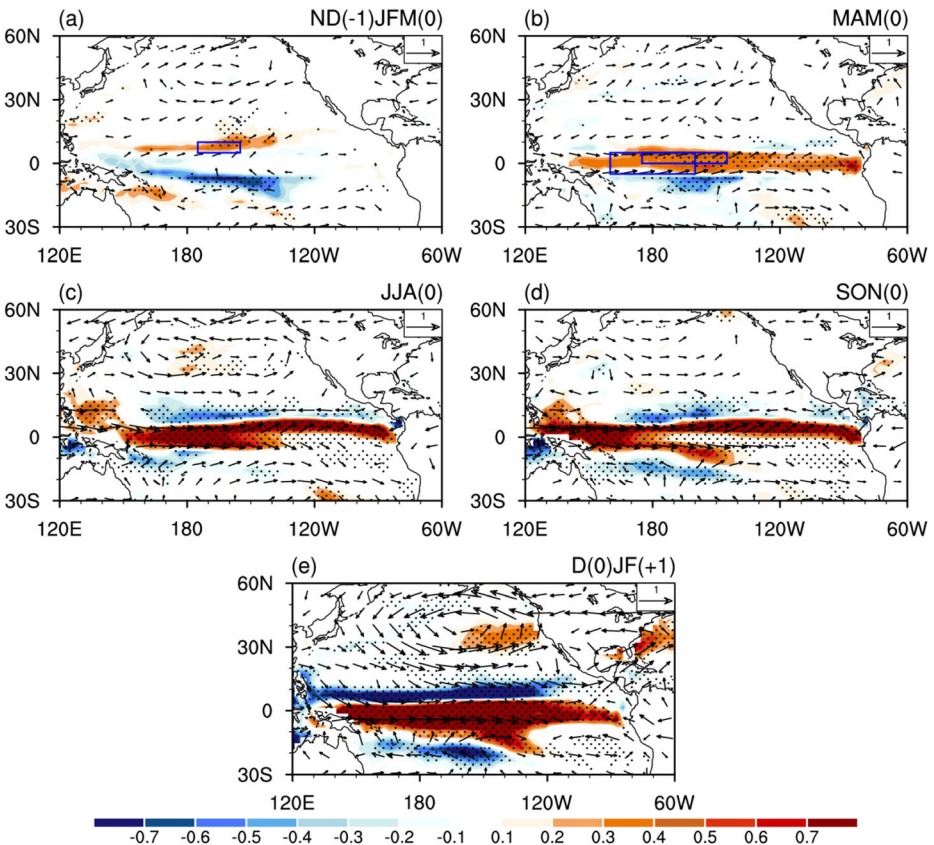 (a) ND(-1)JFM(0)
(b) MAM(0)
60N
1
60N
1
30N
30N
0
0
30S
30S
120E 180 120W 60W
120E 180 120W 60W
(c) JJA(0)
(d) SON(0)
60N
1
60N
1
30N
30N
0
0
30S
30S
120E 180 120W 60W
120E 180 120W 60W
(e) D(0)JF(+1)
60N
1
30N
0
30S
120E 180 120W 60W
-0.7 -0.6 -0.5 -0.4 -0.3 -0.2 -0.1 0.1 0.2 0.3 0.4 0.5 0.6 0.7